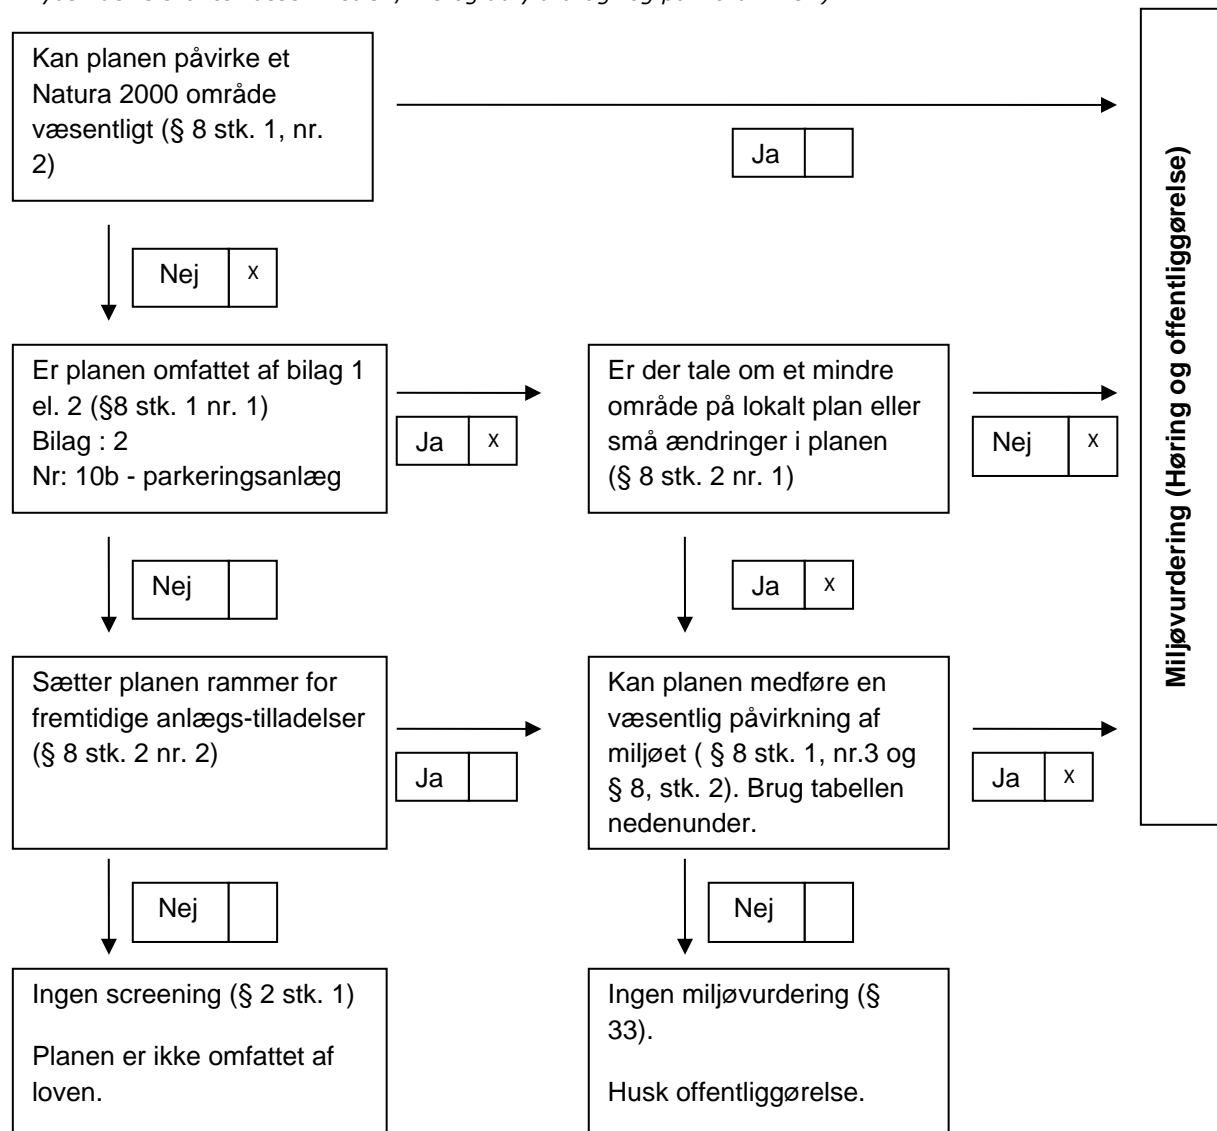 Kan planen påvirke et
Natura 2000 område
væsentligt (§ 8 stk. 1, nr.
2)
Ja
Nej x
Er planen omfattet af bilag 1
el. 2 (§8 stk. 1 nr. 1)
Bilag : 2
Nr: 10b - parkeringsanlæg
Ja x
Er der tale om et mindre
område på lokalt plan eller
små ændringer i planen
(§ 8 stk. 2 nr. 1)
Nej x
Nej
Ja x
Sætter planen rammer for
fremtidige anlægs-tilladelser
(§ 8 stk. 2 nr. 2)
Ja
Kan planen medføre en
væsentlig påvirkning af
miljøet ( § 8 stk. 1, nr.3 og
§ 8, stk. 2). Brug tabellen
nedenunder.
Ja x
Nej
Nej
Ingen screening (§ 2 stk. 1)
Planen er ikke omfattet af
loven.
Ingen miljøvurdering (§
33).
Husk offentliggørelse.
Miljøvurdering (Høring og offentliggørelse)